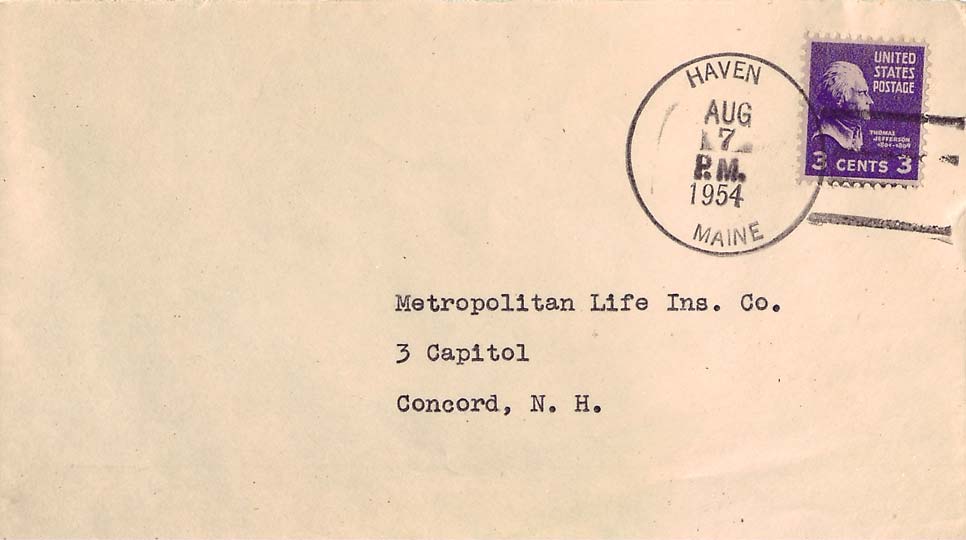 HAVEN
AUG
7
P.M.
1954
MAINE
UNITED
STATES
POSTAGE
THOMAS
JEFFERSON
3 CENTS 3
Metropolitan Life Ins. Co.
3 Capitol
Concord, N. H.